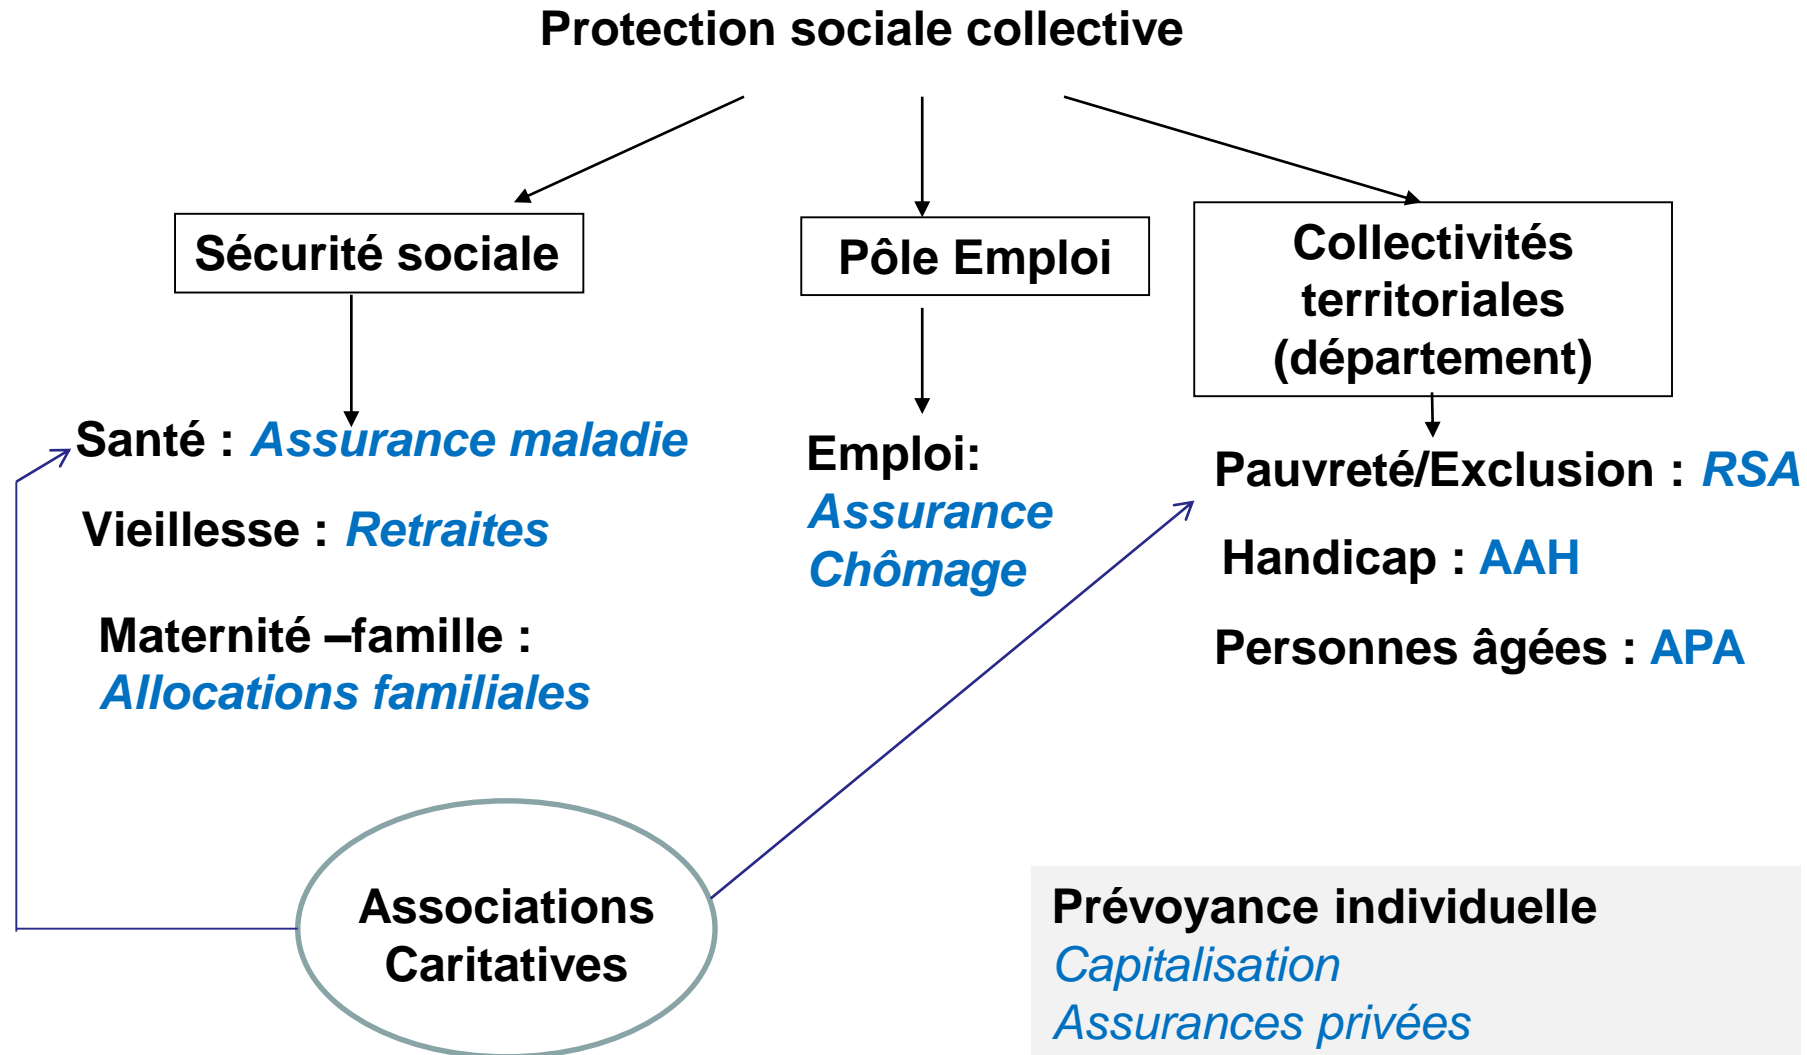 Protection sociale collective
Sécurité sociale
Pôle Emploi
Collectivités
territoriales
(département)
Santé : Assurance maladie
Vieillesse : Retraites
Maternité –famille :
Allocations familiales
Emploi:
Assurance
Chômage
Pauvreté/Exclusion : RSA
Handicap : AAH
Personnes âgées : APA
Associations
Caritatives
Prévoyance individuelle
Capitalisation
Assurances privées